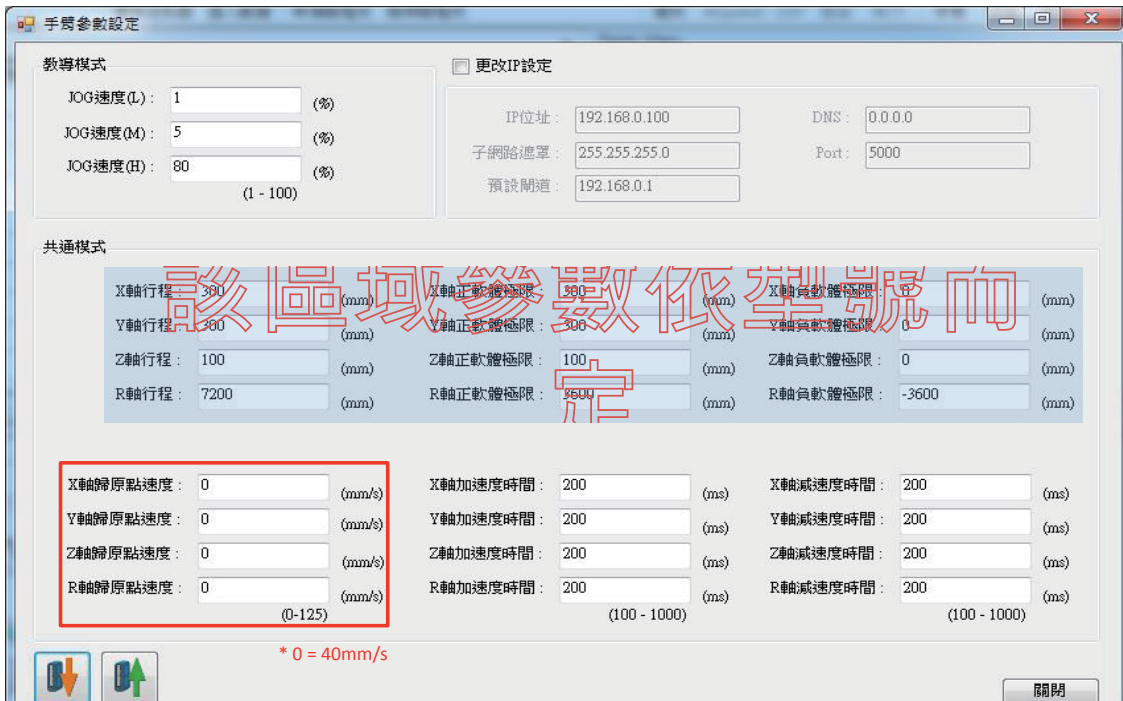 手臂參數設定
教導模式
JOG速度(L): 1 (%)
JOG速度(M): 5 (%)
JOG速度(H): 80 (%)
(1 - 100)
更改IP設定
IP位址: 192.168.0.100 DNS: 0.0.0.0
子網路遮罩: 255.255.255.0 Port: 5000
預設閘道: 192.168.0.1
共通模式
該區域參數依型號而
定
X軸行程: 300 (mm) X軸正軟體極限: 300 (mm) X軸負軟體極限: 0 (mm)
Y軸行程: 300 (mm) Y軸正軟體極限: 300 (mm) Y軸負軟體極限: 0 (mm)
Z軸行程: 100 (mm) Z軸正軟體極限: 100 (mm) Z軸負軟體極限: 0 (mm)
R軸行程: 7200 (mm) R軸正軟體極限: 3600 (mm) R軸負軟體極限: -3600 (mm)
X軸歸原點速度: 0 (mm/s) X軸加速度時間: 200 (ms) X軸減速度時間: 200 (ms)
Y軸歸原點速度: 0 (mm/s) Y軸加速度時間: 200 (ms) Y軸減速度時間: 200 (ms)
Z軸歸原點速度: 0 (mm/s) Z軸加速度時間: 200 (ms) Z軸減速度時間: 200 (ms)
R軸歸原點速度: 0 (mm/s) R軸加速度時間: 200 (ms) R軸減速度時間: 200 (ms)
(0-125) (100 - 1000) (100 - 1000)
* 0 = 40mm/s
關閉